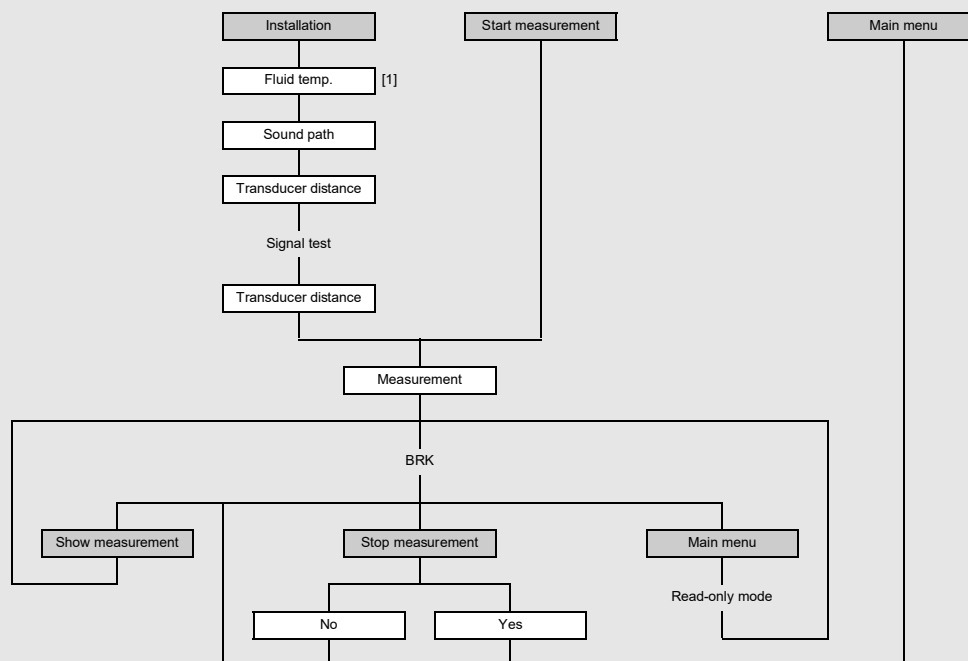 Installation
Start measurement
Main menu
Fluid temp.
[1]
Sound path
Transducer distance
Signal test
Transducer distance
Measurement
BRK
Show measurement
Stop measurement
Main menu
Read-only mode
No
Yes